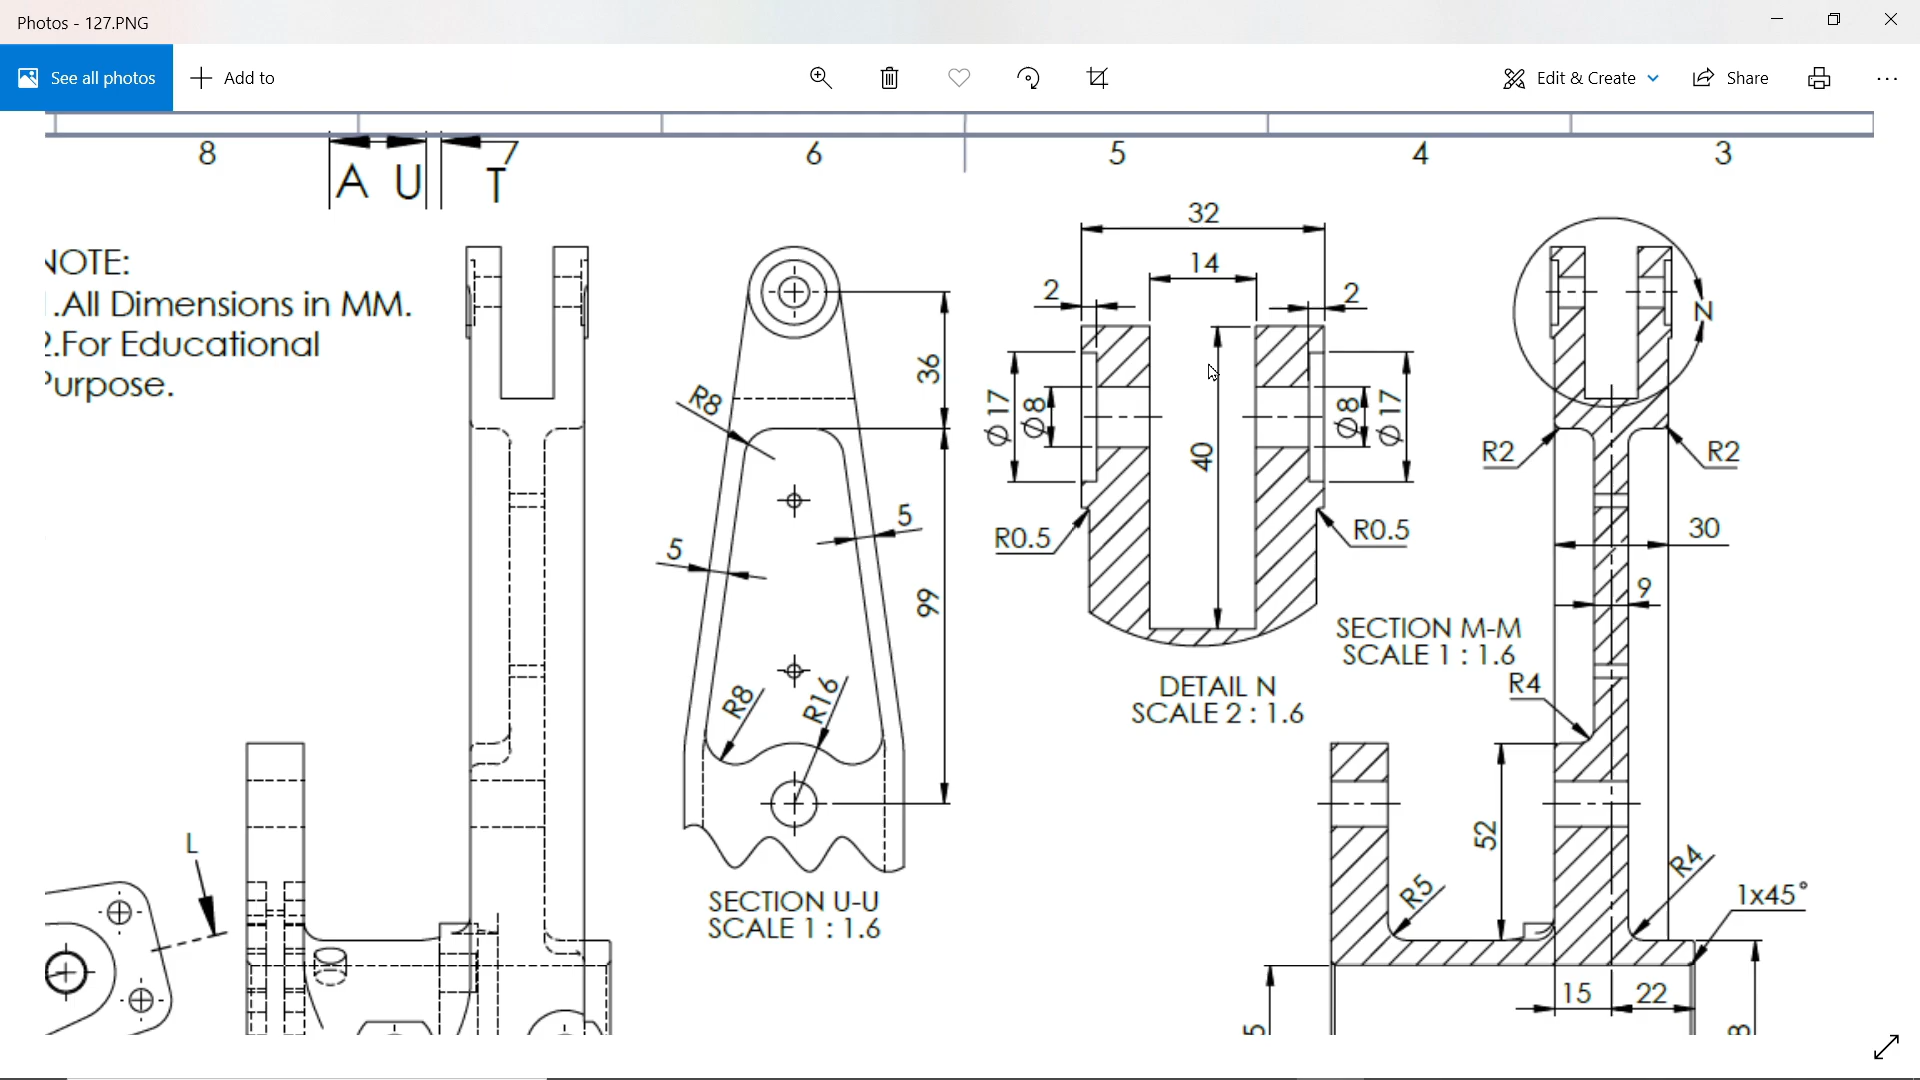 Photos - 127.PNG
See all photos
Add to
Edit & Create
Share
8
7
6
5
4
3
A U T
NOTE:
1.All Dimensions in MM.
2.For Educational
Purpose.
L
R8
36
5
5
99
R8
R16
SECTION U-U
SCALE 1 : 1.6
32
14
2
2
Ø17
Ø8
40
Ø8
Ø17
R0.5
R0.5
DETAIL N
SCALE 2 : 1.6
N
R2
R2
30
9
SECTION M-M
SCALE 1 : 1.6
R4
52
R5
R4
1x45°
15
22